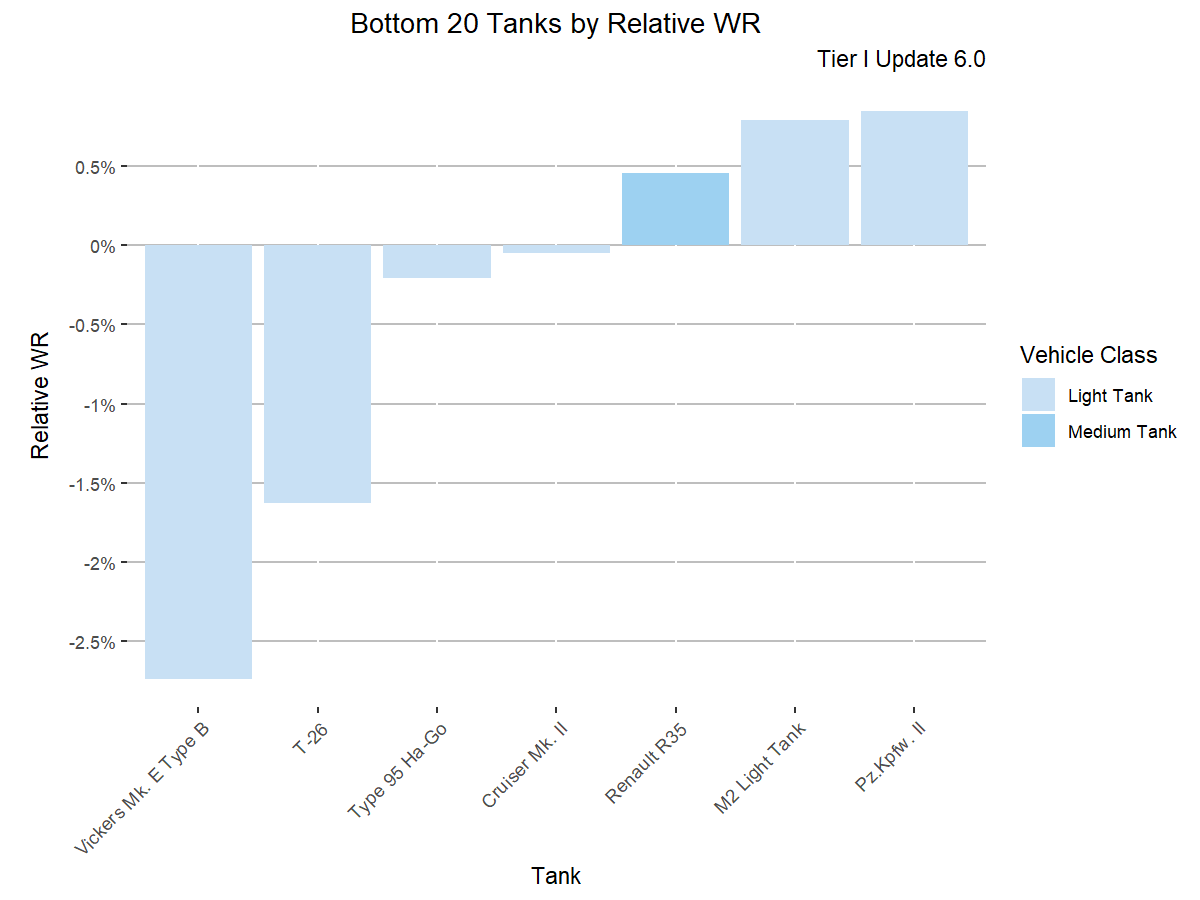 Bottom 20 Tanks by Relative WR
Tier I Update 6.0
0.5%
0%
-0.5%
-1%
-1.5%
-2%
-2.5%
Relative WR
Vickers Mk. E Type B
T-26
Type 95 Ha-Go
Cruiser Mk. II
Renault R35
M2 Light Tank
Pz.Kpfw. II
Tank
Vehicle Class
Light Tank
Medium Tank